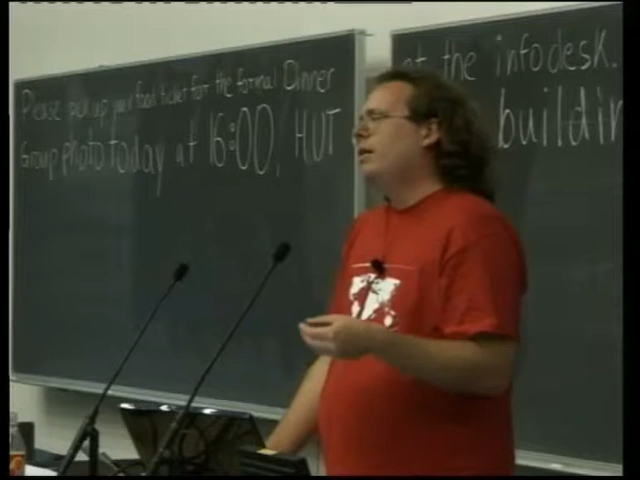 Please pick up your food ticket for the formal Dinner
at the infodesk.
Group photo today at 16:00, HUT
buildin